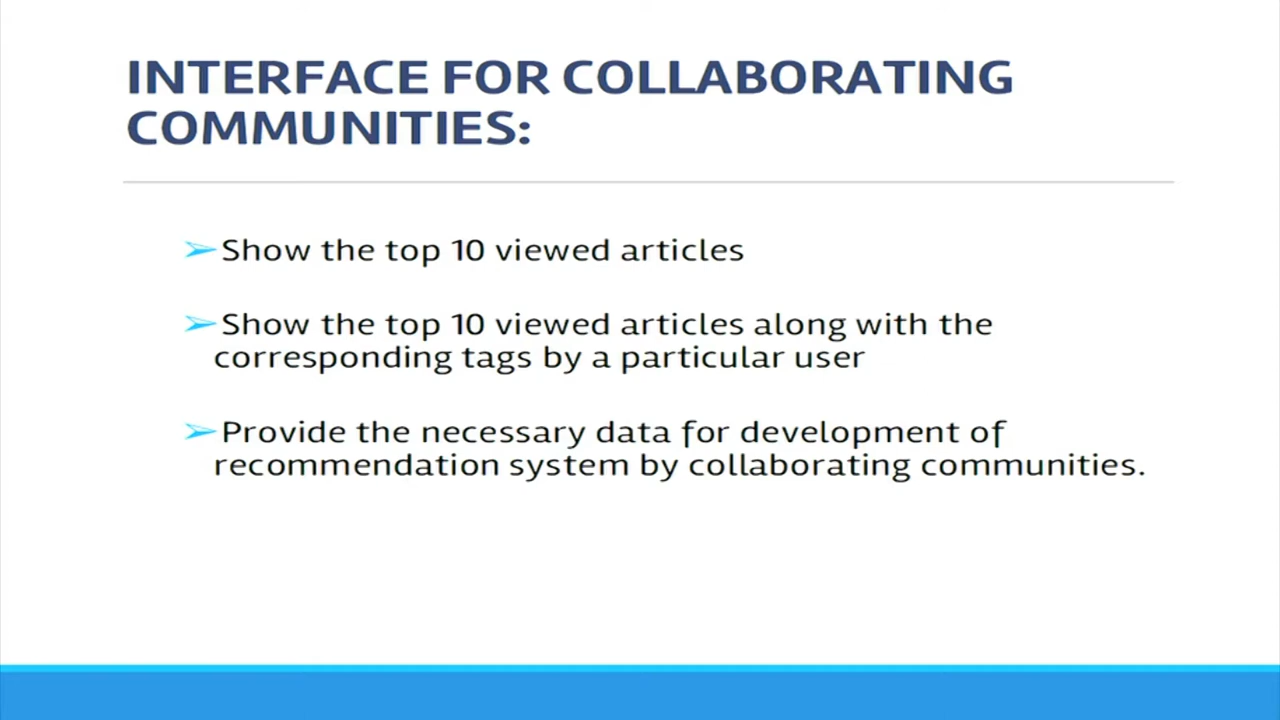 INTERFACE FOR COLLABORATING
COMMUNITIES:
➢Show the top 10 viewed articles
➢Show the top 10 viewed articles along with the
corresponding tags by a particular user
➢Provide the necessary data for development of
recommendation system by collaborating communities.